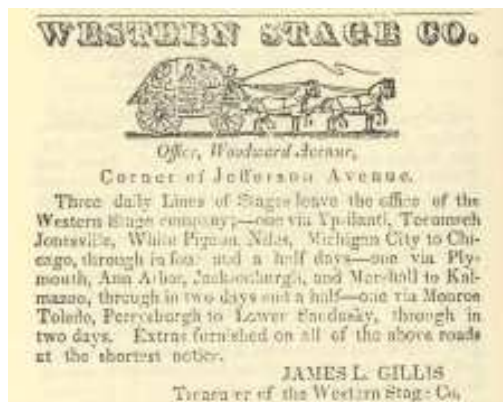 WESTERN STAGE CO.
Office, Woodward Avenue,
Corner of Jefferson Avenue.
Three daily Lines of Stages leave the office of the
Western Stage company;—one via Ypsilanti, Tecumseh
Jonesville, White Pigeon, Niles, Michigan City to Chi-
cago, through in four and a half days—one via Ply-
mouth, Ann Arbor, Jacksonburgh, and Marshall to Kal-
mazoo, through in two days and a half—one via Monroe
Toledo, Perrysburgh to Lower Sandusky, through in
two days. Extras furnished on all of the above roads
at the shortest notice.
JAMES L. GILLIS
Treasurer of the Western Stage Co,